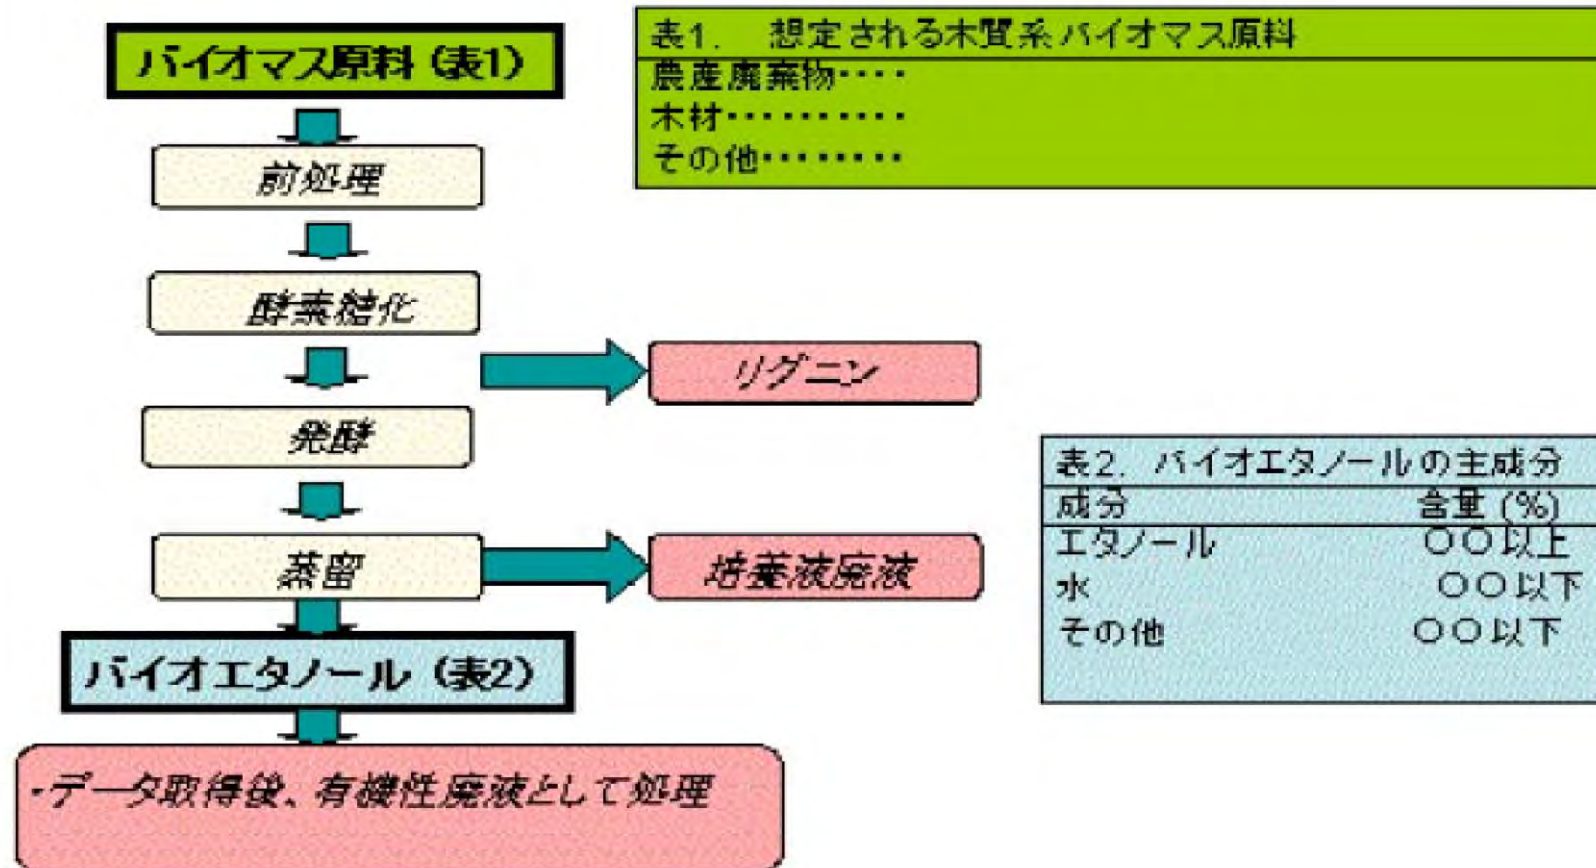 バイオマス原料（表1）
前処理
酵素糖化
発酵
蒸留
バイオエタノール（表2）
・データ取得後、有機性廃液として処理
リグニン
培養液廃液
表1.　想定される木質系バイオマス原料
農産廃棄物････
木材･･････････
その他････････
表2.　バイオエタノールの主成分
成分　含量(%)
エタノール　○○以上
水　○○以下
その他　○○以下